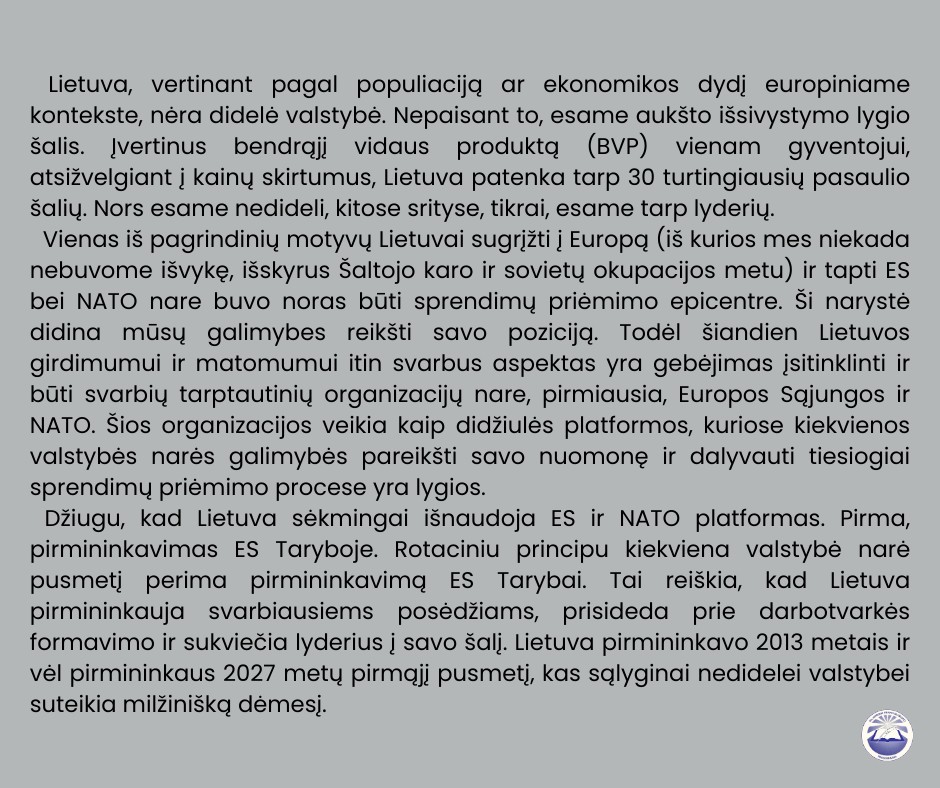 Lietuva, vertinant pagal populiaciją ar ekonomikos dydį europiniame
kontekste, nėra didelė valstybė. Nepaisant to, esame aukšto išsivystymo lygio
šalis. Įvertinus bendrąjį vidaus produktą (BVP) vienam gyventojui,
atsižvelgiant į kainų skirtumus, Lietuva patenka tarp 30 turtingiausių pasaulio
šalių. Nors esame nedideli, kitose srityse, tikrai, esame tarp lyderių.
Vienas iš pagrindinių motyvų Lietuvai sugrįžti į Europą (iš kurios mes niekada
nebuvome išvykę, išskyrus Šaltojo karo ir sovietų okupacijos metu) ir tapti ES
bei NATO nare buvo noras būti sprendimų priėmimo epicentre. Ši narystė
didina mūsų galimybes reikšti savo poziciją. Todėl šiandien Lietuvos
girdimumui ir matomumui itin svarbus aspektas yra gebėjimas įsitinklinti ir
būti svarbių tarptautinių organizacijų nare, pirmiausia, Europos Sąjungos ir
NATO. Šios organizacijos veikia kaip didžiulės platformos, kuriose kiekvienos
valstybės narės galimybės pareikšti savo nuomonę ir dalyvauti tiesiogiai
sprendimų priėmimo procese yra lygios.
Džiugu, kad Lietuva sėkmingai išnaudoja ES ir NATO platformas. Pirma,
pirmininkavimas ES Taryboje. Rotaciniu principu kiekviena valstybė narė
pusmetį perima pirmininkavimą ES Tarybai. Tai reiškia, kad Lietuva
pirmininkauja svarbiausiems posėdžiams, prisideda prie darbotvarkės
formavimo ir sukviečia lyderius į savo šalį. Lietuva pirmininkavo 2013 metais ir
vėl pirmininkaus 2027 metų pirmąjį pusmetį, kas sąlyginai nedidelei valstybei
suteikia milžinišką dėmesį.